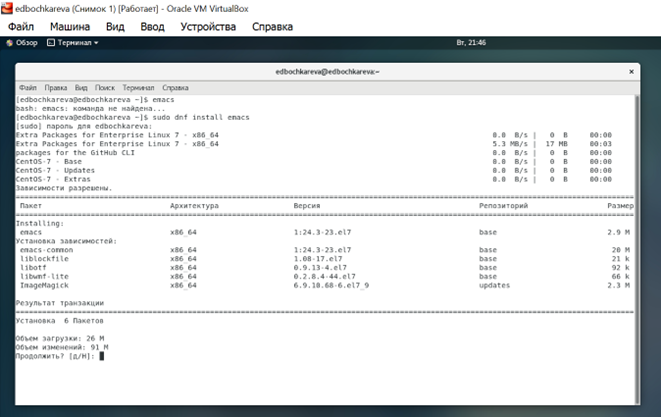 edbochkareva (Снимок 1) [Работает] - Oracle VM VirtualBox
Файл Машина Вид Ввод Устройства Справка
Обзор Терминал Вт, 21:46
edbochkareva@edbochkareva:~
Файл Правка Вид Поиск Терминал Справка
[edbochkareva@edbochkareva ~]$ emacs
bash: emacs: команда не найдена...
[edbochkareva@edbochkareva ~]$ sudo dnf install emacs
[sudo] пароль для edbochkareva:
Extra Packages for Enterprise Linux 7 - x86_64 0.0 B/s | 0 B 00:00
Extra Packages for Enterprise Linux 7 - x86_64 5.3 MB/s | 17 MB 00:03
packages for the GitHub CLI 0.0 B/s | 0 B 00:00
CentOS-7 - Base 0.0 B/s | 0 B 00:00
CentOS-7 - Updates 0.0 B/s | 0 B 00:00
CentOS-7 - Extras 0.0 B/s | 0 B 00:00
Зависимости разрешены.
Пакет Архитектура Версия Репозиторий Размер
Installing:
emacs x86_64 1:24.3-23.el7 base 2.9 M
Установка зависимостей:
emacs-common x86_64 1:24.3-23.el7 base 20 M
liblockfile x86_64 1.08-17.el7 base 21 k
libotf x86_64 0.9.13-4.el7 base 92 k
libwmf-lite x86_64 0.2.8.4-44.el7 base 66 k
ImageMagick x86_64 6.9.10.68-6.el7_9 updates 2.3 M
Результат транзакции
Установка 6 Пакетов
Объем загрузки: 26 M
Объем изменений: 91 M
Продолжить? [д/Н]: